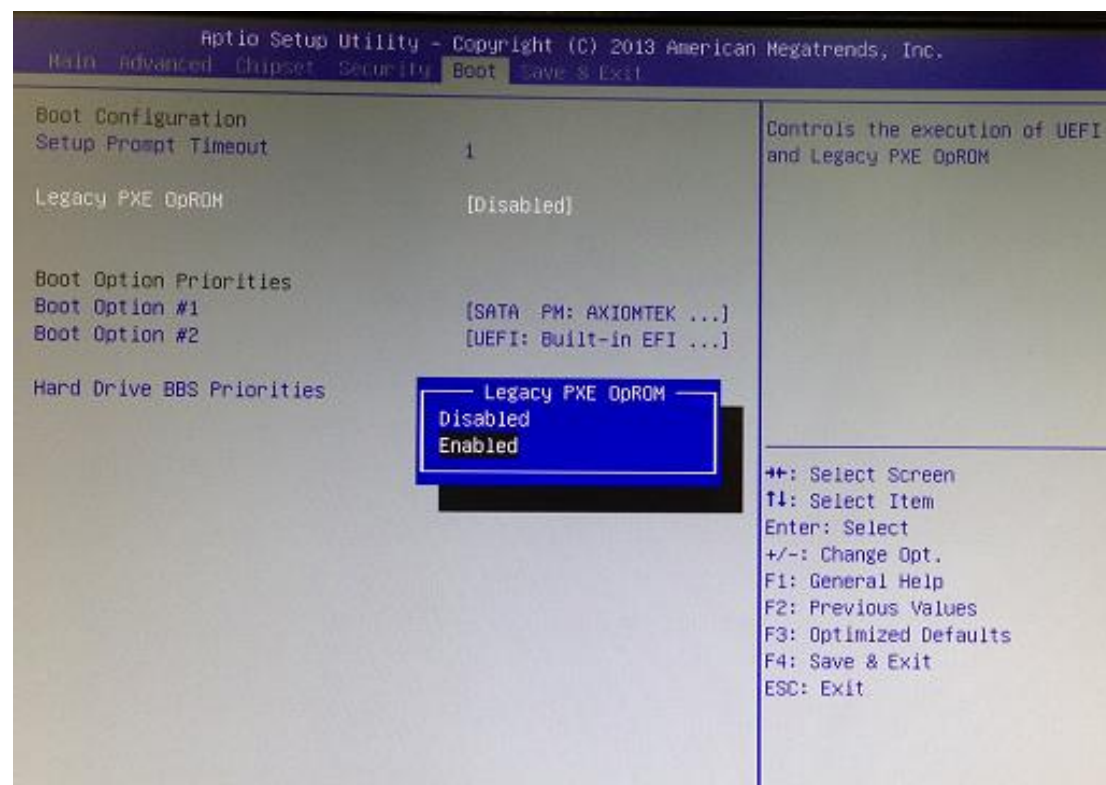 Aptio Setup Utility - Copyright (C) 2013 American Megatrends, Inc.
Main Advanced Chipset Security Boot Save & Exit
Boot Configuration
Setup Prompt Timeout 1
Legacy PXE OpROM [Disabled]
Boot Option Priorities
Boot Option #1 [SATA PM: AXIOMTEK ...]
Boot Option #2 [UEFI: Built-in EFI ...]
Hard Drive BBS Priorities
Legacy PXE OpROM
Disabled
Enabled
Controls the execution of UEFI
and Legacy PXE OpROM
→←: Select Screen
↑↓: Select Item
Enter: Select
+/-: Change Opt.
F1: General Help
F2: Previous Values
F3: Optimized Defaults
F4: Save & Exit
ESC: Exit